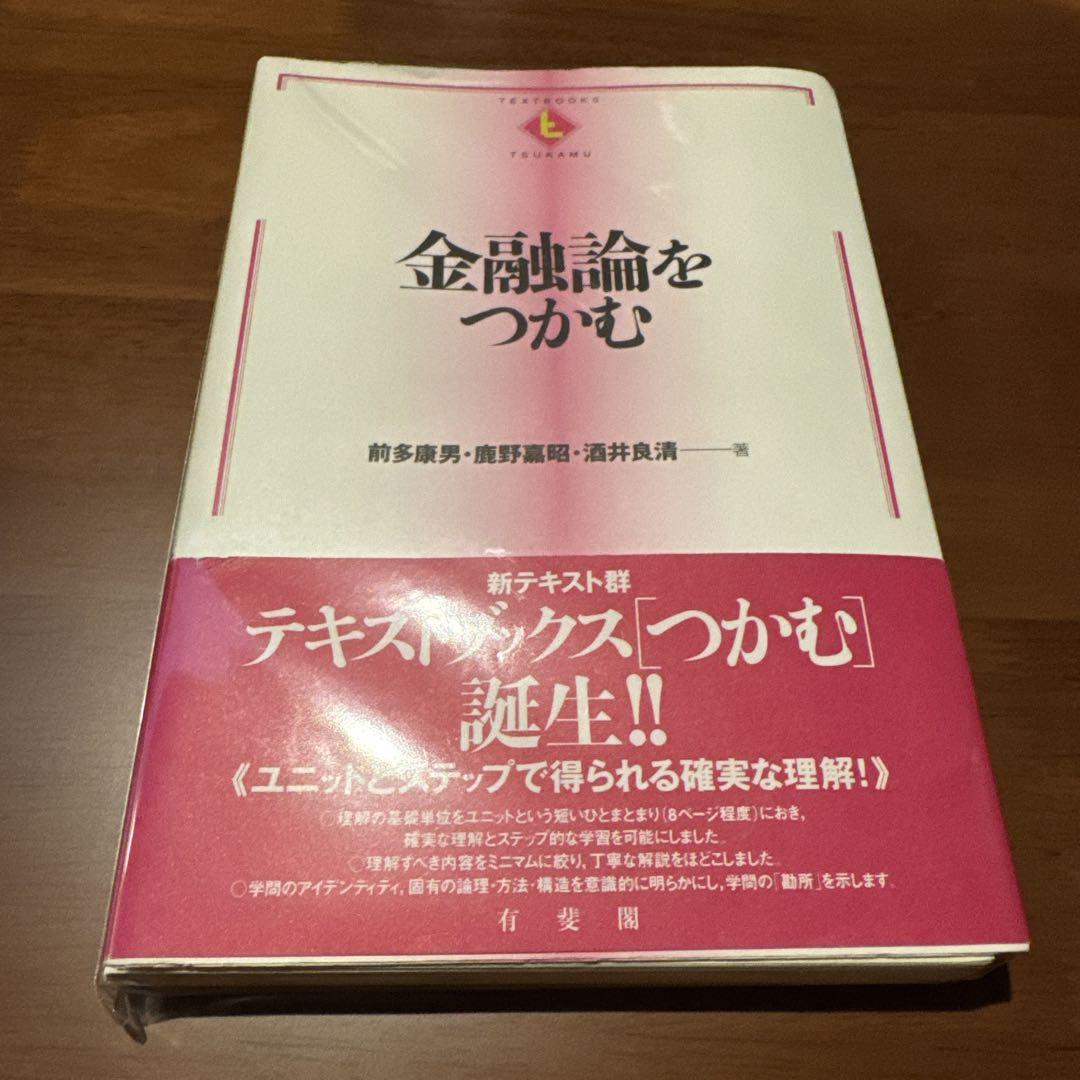 TEXTBOOKS
TSUKAMU
金融論を
つかむ
前多康男・鹿野嘉昭・酒井良清——著
新テキスト群
テキストブックス[つかむ]
誕生!!
《ユニットとステップで得られる確実な理解!》
○理解の基礎単位をユニットという短いひとまとまり(8ページ程度)におき,
確実な理解とステップ的な学習を可能にしました。
○理解すべき内容をミニマムに絞り,丁寧な解説をほどこしました。
○学問のアイデンティティ,固有の論理・方法・構造を意識的に明らかにし,学問の「勘所」を示します。
有斐閣